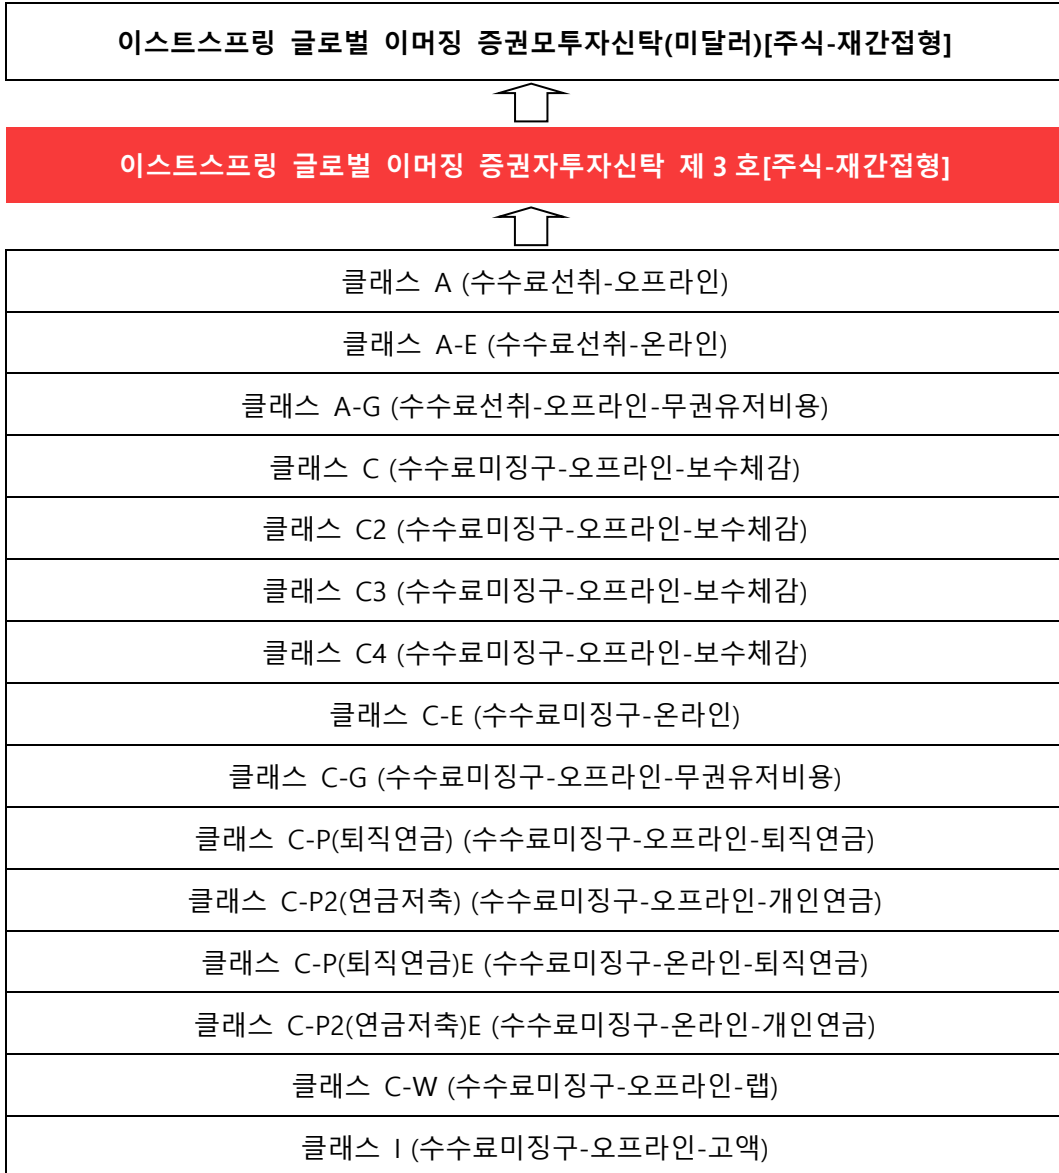 이스트스프링 글로벌 이머징 증권모투자신탁(미달러)[주식-재간접형]
이스트스프링 글로벌 이머징 증권자투자신탁 제 3 호[주식-재간접형]
클래스 A (수수료선취-오프라인)
클래스 A-E (수수료선취-온라인)
클래스 A-G (수수료선취-오프라인-무권유저비용)
클래스 C (수수료미징구-오프라인-보수체감)
클래스 C2 (수수료미징구-오프라인-보수체감)
클래스 C3 (수수료미징구-오프라인-보수체감)
클래스 C4 (수수료미징구-오프라인-보수체감)
클래스 C-E (수수료미징구-온라인)
클래스 C-G (수수료미징구-오프라인-무권유저비용)
클래스 C-P(퇴직연금) (수수료미징구-오프라인-퇴직연금)
클래스 C-P2(연금저축) (수수료미징구-오프라인-개인연금)
클래스 C-P(퇴직연금)E (수수료미징구-온라인-퇴직연금)
클래스 C-P2(연금저축)E (수수료미징구-온라인-개인연금)
클래스 C-W (수수료미징구-오프라인-랩)
클래스 I (수수료미징구-오프라인-고액)